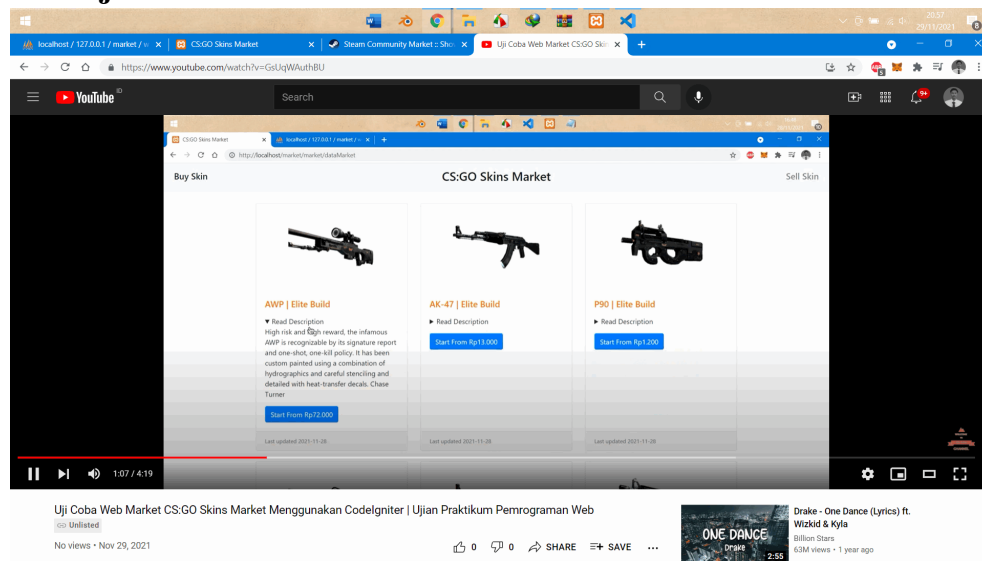 20.57
29/11/2021
8
localhost / 127.0.0.1 / market / w
CS:GO Skins Market
Steam Community Market :: Sho
Uji Coba Web Market CS:GO Skin
https://www.youtube.com/watch?v=GsUqWAuthBU
YouTube ID
Search
9+
CS:GO Skins Market
localhost / 127.0.0.1 / market /
http://localhost/market/market/dataMarket
Buy Skin
CS:GO Skins Market
Sell Skin
AWP | Elite Build
▼ Read Description
High risk and high reward, the infamous
AWP is recognizable by its signature report
and one-shot, one-kill policy. It has been
custom painted using a combination of
hydrographics and careful stenciling and
detailed with heat-transfer decals. Chase
Turner
Start From Rp72.000
Last updated 2021-11-28
AK-47 | Elite Build
► Read Description
Start From Rp13.000
Last updated 2021-11-28
P90 | Elite Build
► Read Description
Start From Rp1.200
Last updated 2021-11-28
1:07 / 4:19
Uji Coba Web Market CS:GO Skins Market Menggunakan CodeIgniter | Ujian Praktikum Pemrograman Web
Unlisted
No views • Nov 29, 2021
0
0
SHARE
SAVE
ONE DANCE
Drake
2:55
Drake - One Dance (Lyrics) ft.
Wizkid & Kyla
Billion Stars
63M views • 1 year ago